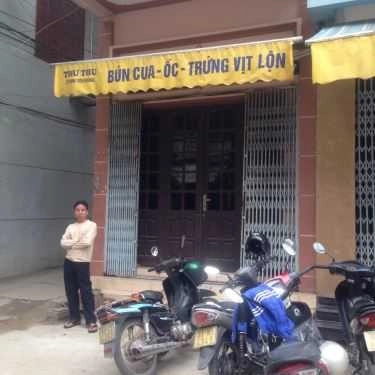 THU THU
BÚN CUA - ỐC - TRỨNG VỊT LỘN